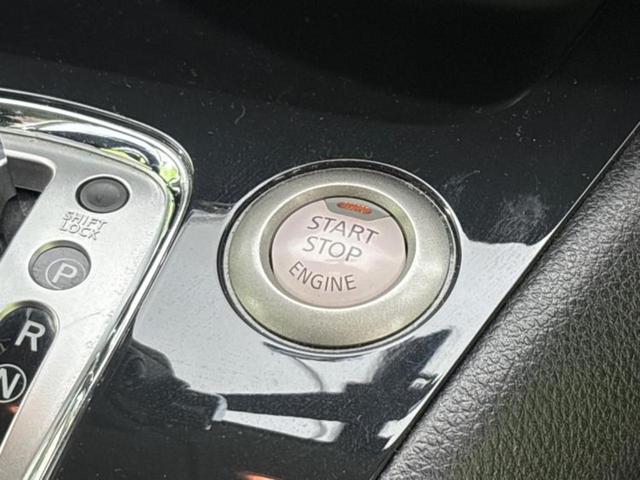 START
STOP
ENGINE
SHIFT
LOCK
P
R
N